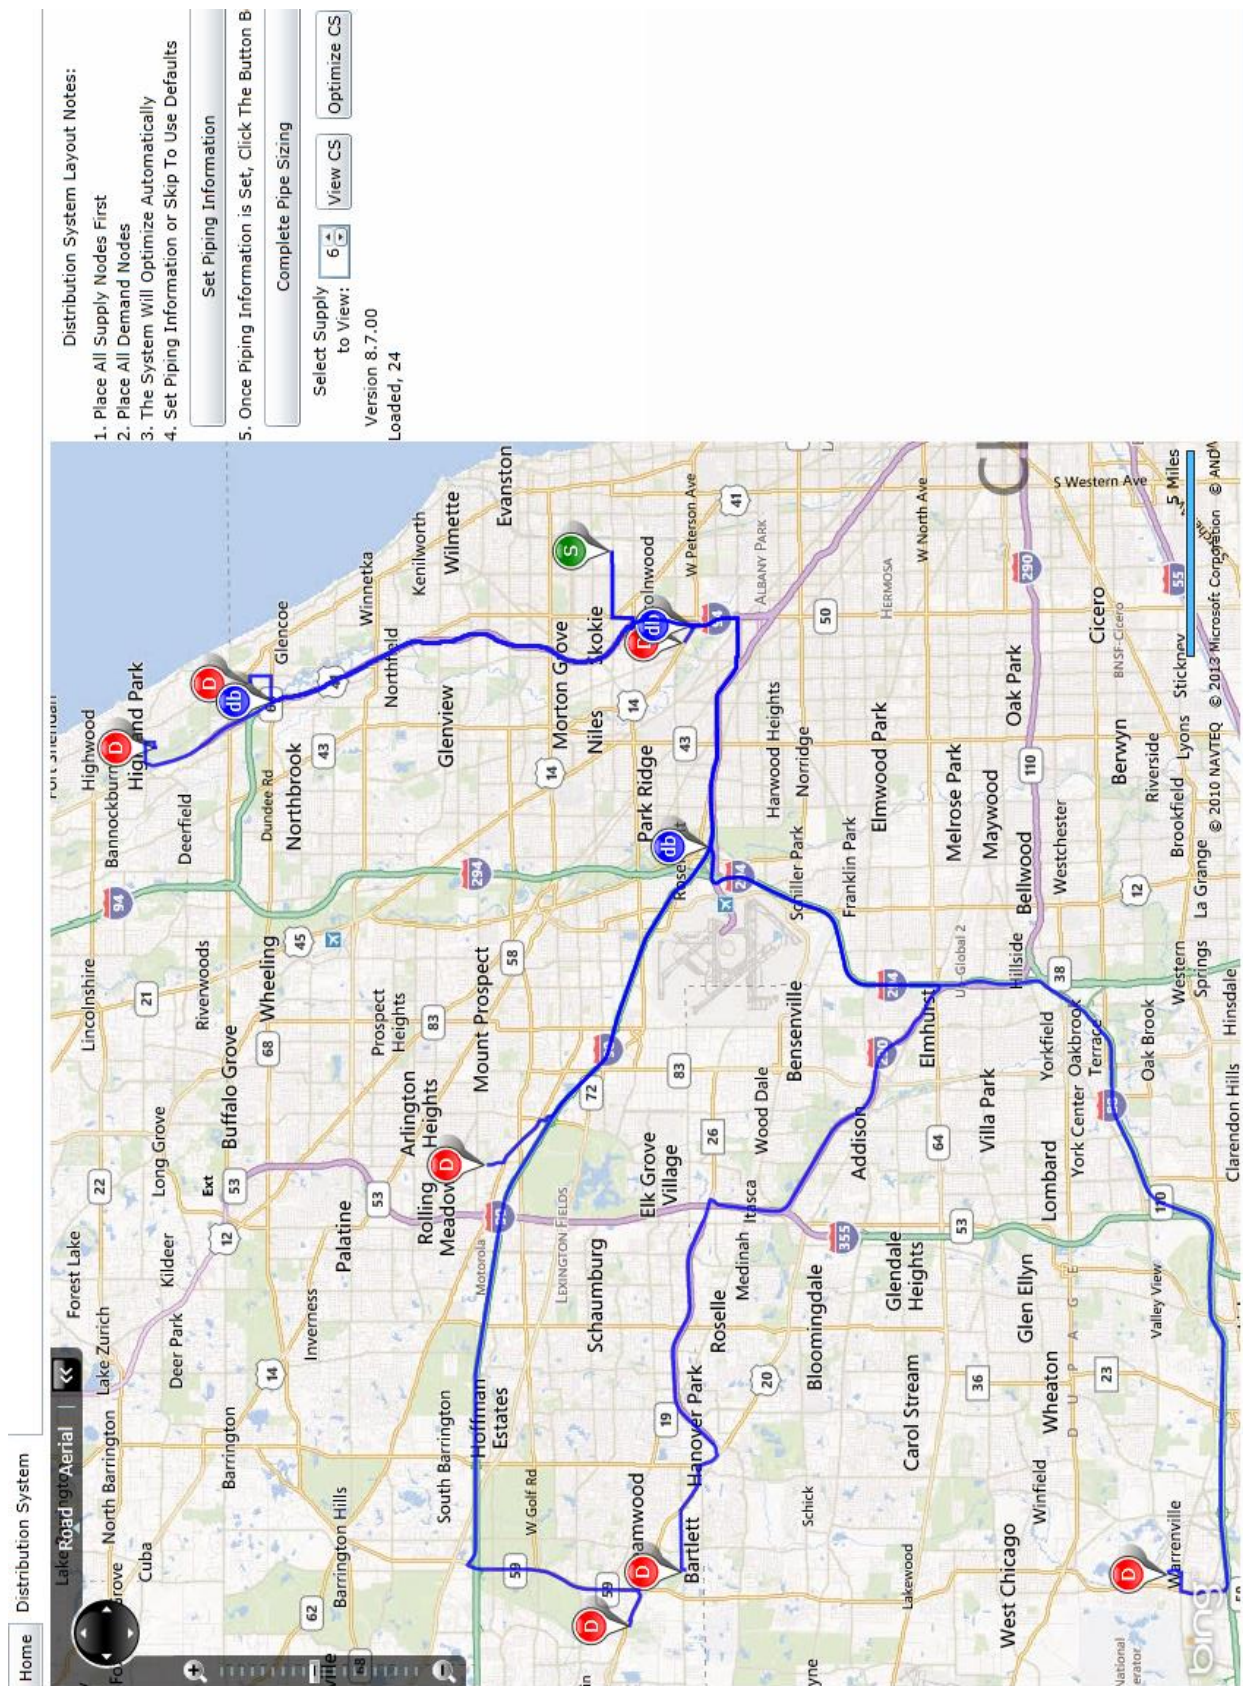 Home
Distribution System
Road
Aerial
Distribution System Layout Notes:
1. Place All Supply Nodes First
2. Place All Demand Nodes
3. The System Will Optimize Automatically
4. Set Piping Information or Skip To Use Defaults
Set Piping Information
5. Once Piping Information is Set, Click The Button B
Complete Pipe Sizing
Select Supply
to View:
6
View CS
Optimize CS
Version 8.7.00
Loaded, 24
Forest Lake
Lake Zurich
North Barrington
Cuba
Kildeer
Deer Park
Long Grove
Lincolnshire
Riverwoods
Bannockburn
Highwood
Deerfield
Buffalo Grove
Wheeling
Dundee Rd
Northbrook
Glencoe
Barrington
Barrington Hills
Inverness
Palatine
Arlington
Heights
Prospect
Heights
Northfield
Winnetka
Kenilworth
Wilmette
Evanston
Glenview
South Barrington
Hoffman
Estates
Motorola
Rolling
Mount Prospect
Morton Grove
Niles
W Golf Rd
LEXINGTON FIELDS
Schaumburg
Elk Grove
Village
Park Ridge
W Peterson Ave
Bartlett
Hanover Park
Roselle
Medinah
Itasca
Wood Dale
Bensenville
Schiller Park
Harwood Heights
Norridge
ALBANY PARK
Schick
Bloomingdale
Addison
Franklin Park
Elmwood Park
HERMOSA
W North Ave
Lakewood
Carol Stream
Glendale
Heights
Elmhurst
Melrose Park
Maywood
Oak Park
West Chicago
Winfield
Wheaton
Glen Ellyn
Lombard
Villa Park
Yorkfield
Hillside
Bellwood
Westchester
S Western Ave
York Center
Oakbrook
Terrace
Cicero
BNSF-Cicero
Berwyn
Warrenville
Valley View
Oak Brook
Western
Springs
La Grange
Brookfield
Riverside
Lyons
Stickney
Clarendon Hills
Hinsdale
D U P A G E
5 Miles
bing
© 2010 NAVTEQ © 2013 Microsoft Corporation © AND